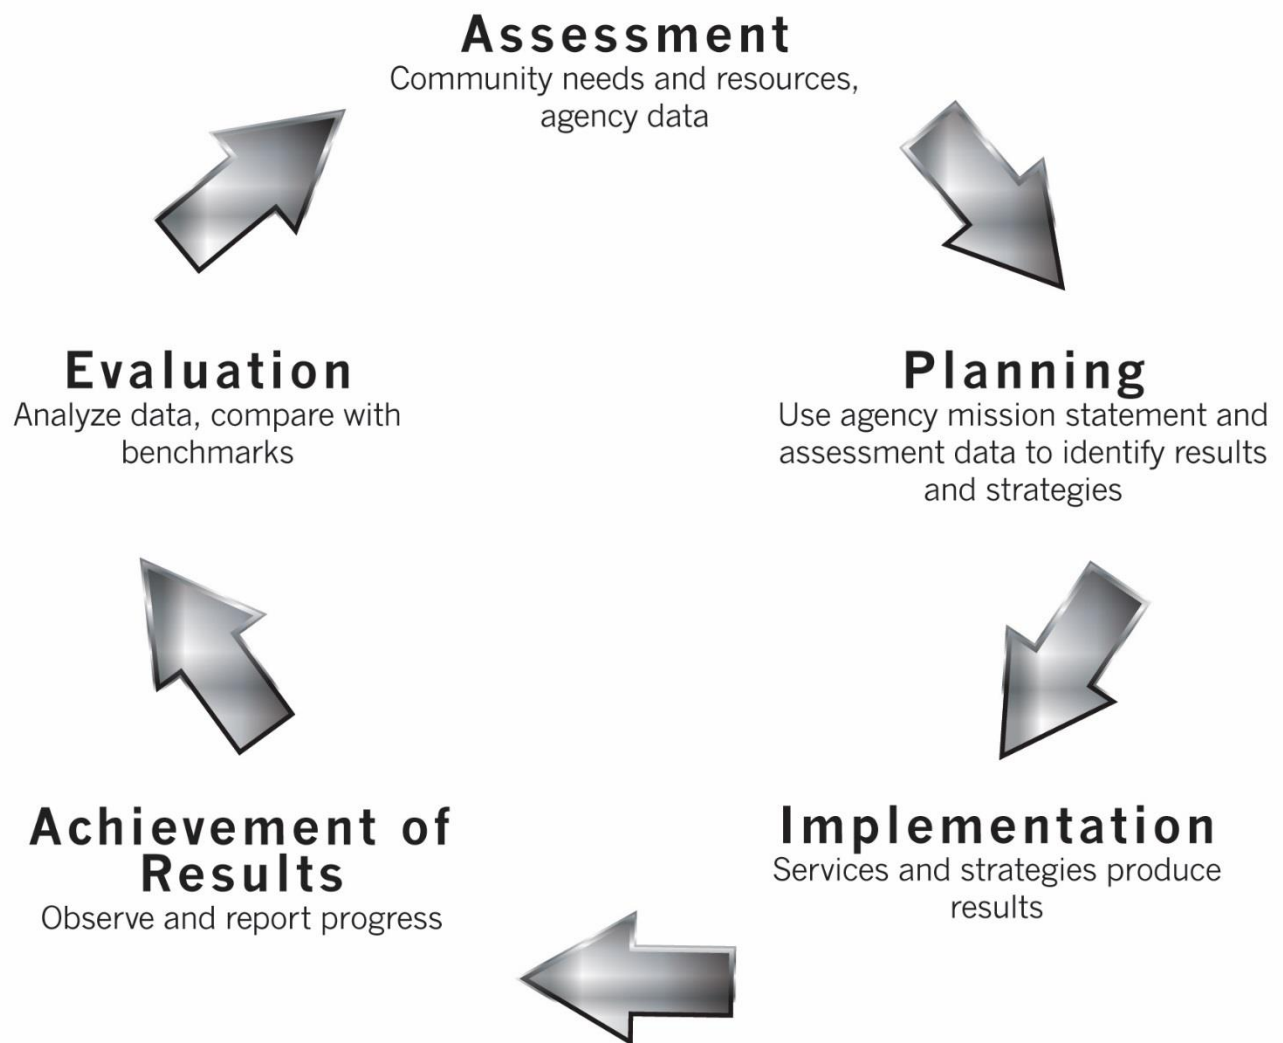 Assessment
Community needs and resources,
agency data
Planning
Use agency mission statement and
assessment data to identify results
and strategies
Implementation
Services and strategies produce
results
Achievement of
Results
Observe and report progress
Evaluation
Analyze data, compare with
benchmarks